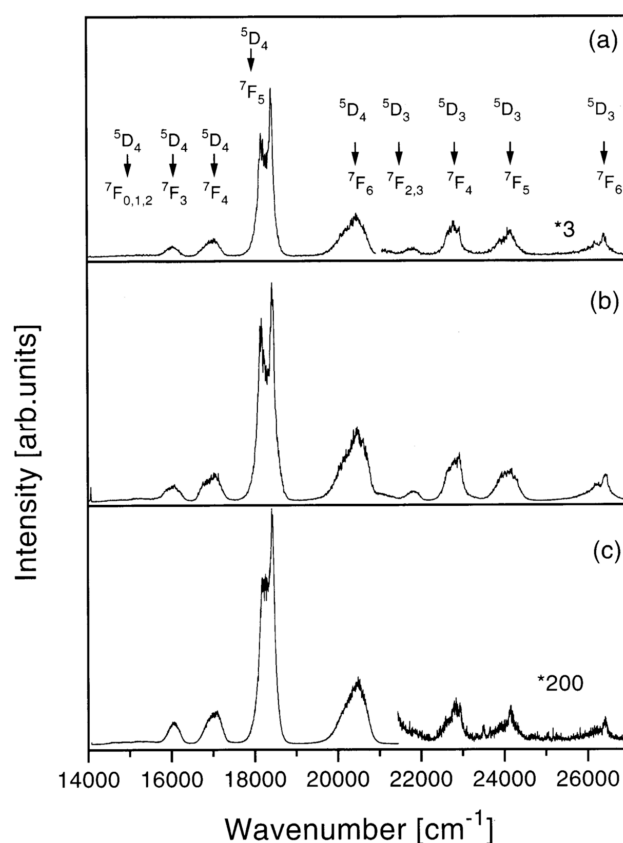 (a)
⁵D₄
⁷F₅
⁵D₄ ⁵D₄ ⁵D₄ ⁵D₄ ⁵D₃ ⁵D₃ ⁵D₃ ⁵D₃
⁷F₀,₁,₂ ⁷F₃ ⁷F₄ ⁷F₆ ⁷F₂,₃ ⁷F₄ ⁷F₅ ⁷F₆
*3
(b)
(c)
*200
Intensity [arb.units]
14000 16000 18000 20000 22000 24000 26000
Wavenumber [cm⁻¹]